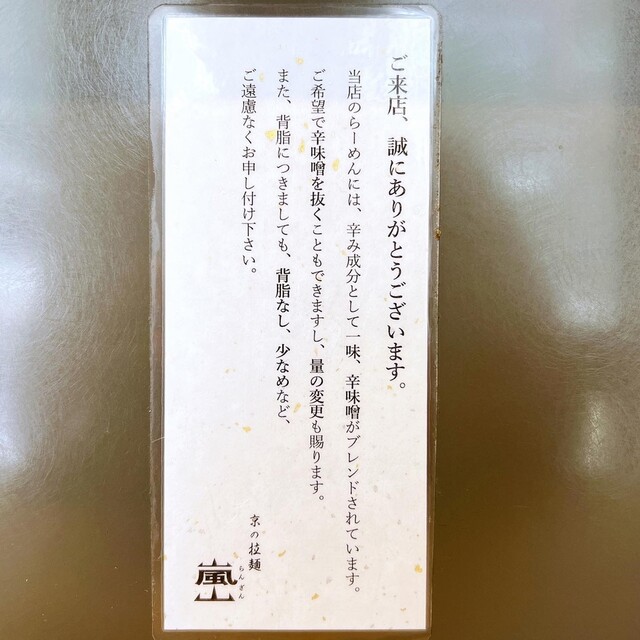 ご来店、誠にありがとうございます。
当店のらーめんには、辛み成分として一味、辛味噌がブレンドされています。
ご希望で辛味噌を抜くこともできますし、量の変更も賜ります。
また、背脂につきましても、背脂なし、少なめなど、
ご遠慮なくお申し付け下さい。
京の拉麺
らんざん
嵐山